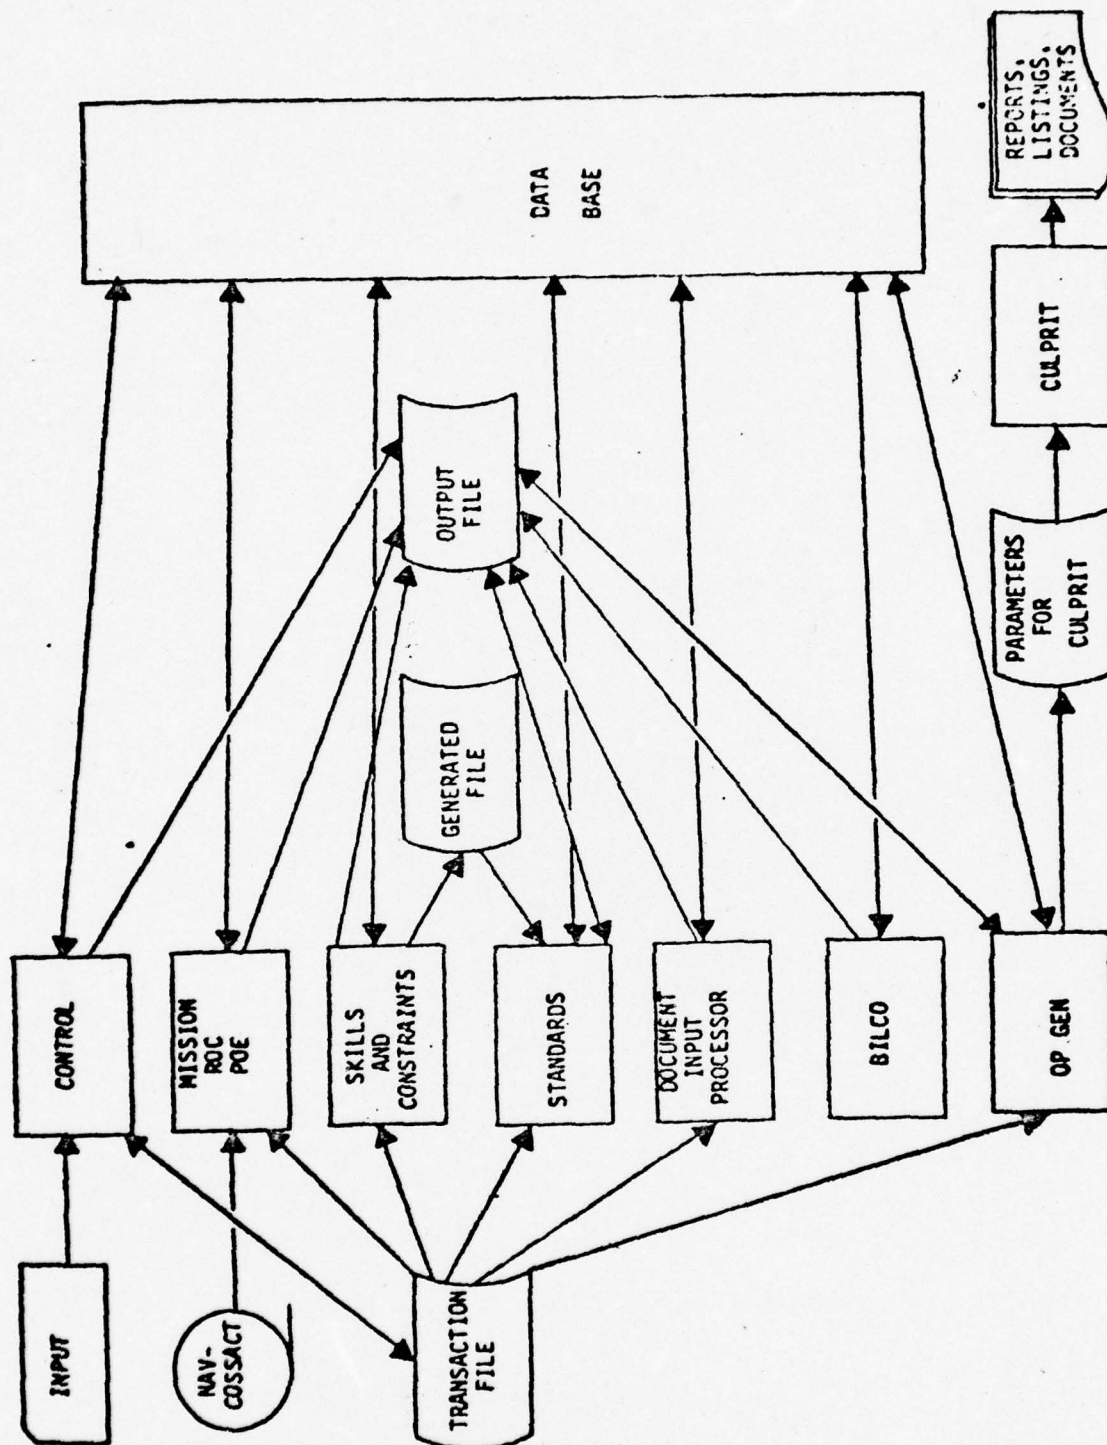 INPUT
NAV-
COSSACT
TRANSACTION
FILE
CONTROL
MISSION
ROC
POE
SKILLS
AND
CONSTRAINTS
STANDARDS
DOCUMENT
INPUT
PROCESSOR
BILCO
OP GEN
GENERATED
FILE
OUTPUT
FILE
DATA
BASE
PARAMETERS
FOR
CULPRIT
CULPRIT
REPORTS,
LISTINGS,
DOCUMENTS